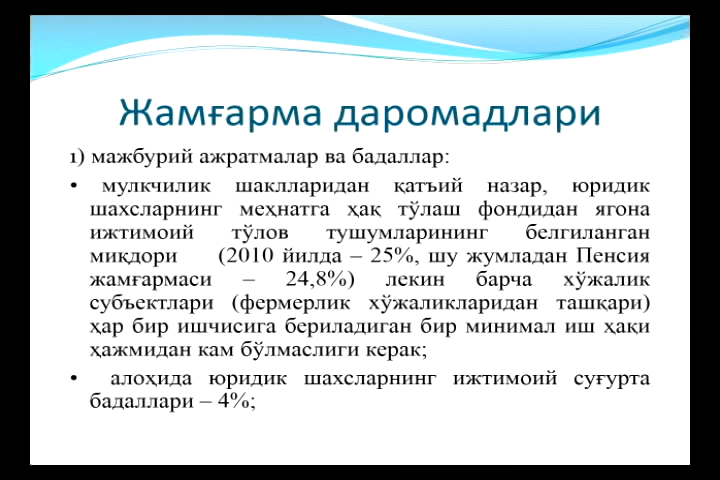 Жамғарма даромадлари
1) мажбурий ажратмалар ва бадаллар:
• мулкчилик шаклларидан қатъий назар, юридик
шахсларнинг меҳнатга ҳақ тўлаш фондидан ягона
ижтимоий тўлов тушумларининг белгиланган
миқдори (2010 йилда – 25%, шу жумладан Пенсия
жамғармаси – 24,8%) лекин барча хўжалик
субъектлари (фермерлик хўжаликларидан ташқари)
ҳар бир ишчисига бериладиган бир минимал иш ҳақи
ҳажмидан кам бўлмаслиги керак;
• алоҳида юридик шахсларнинг ижтимоий суғурта
бадаллари – 4%;